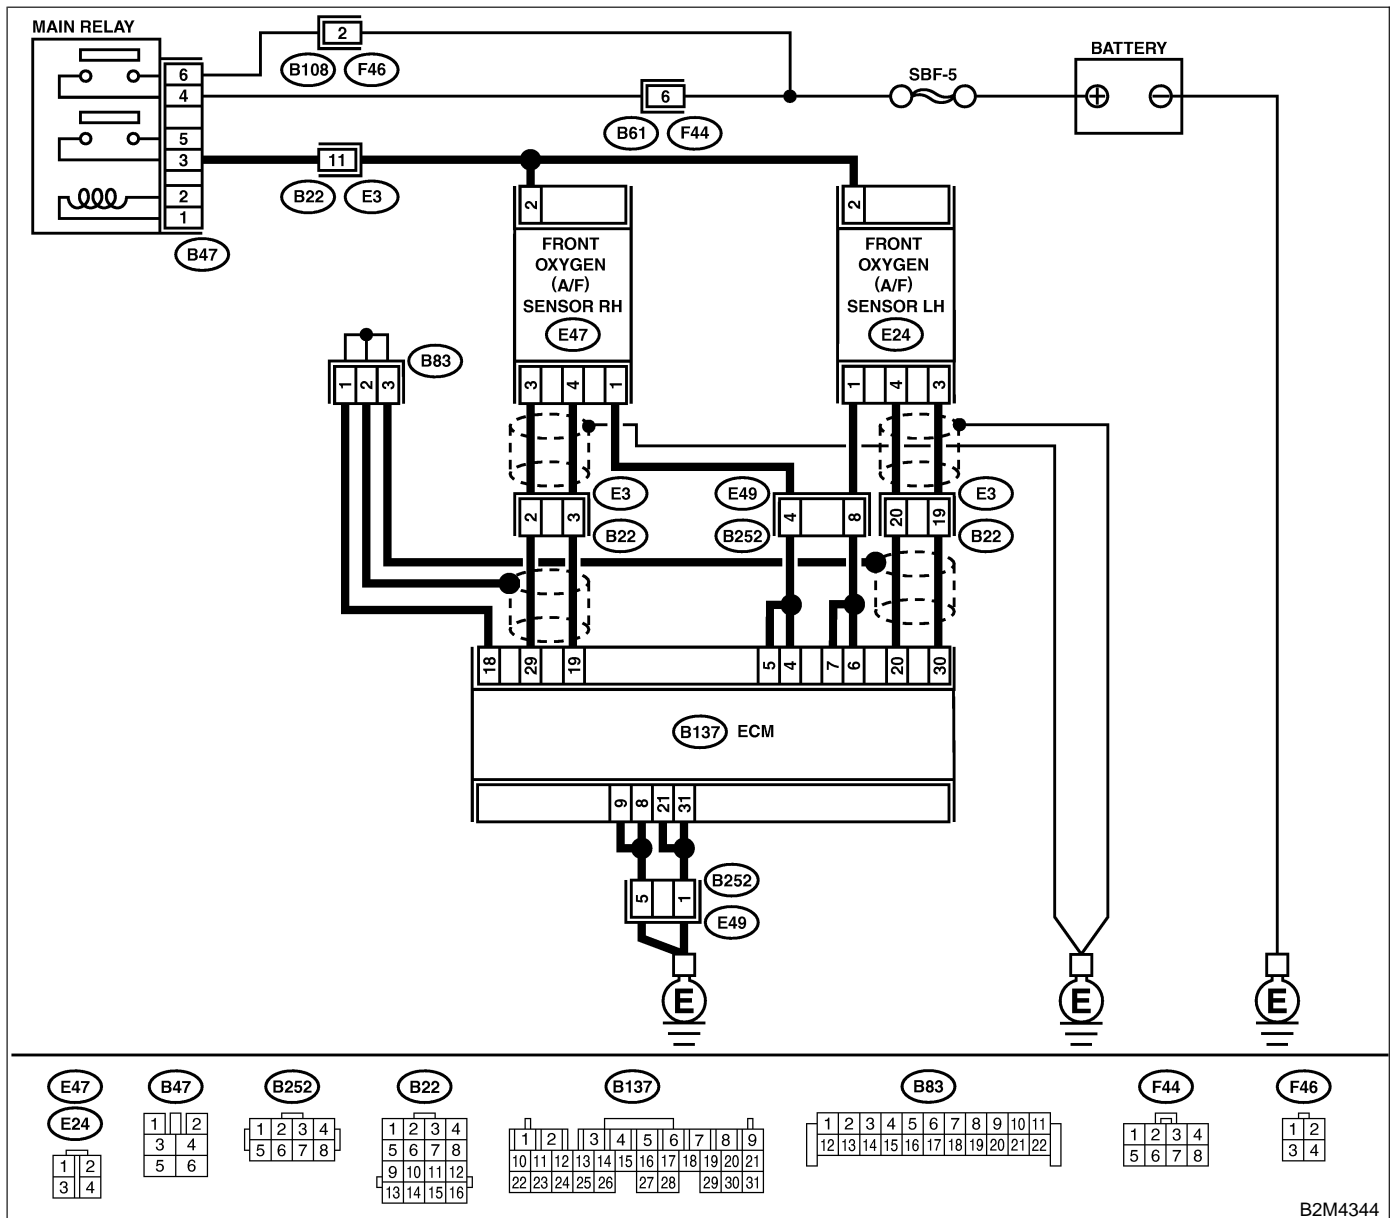 MAIN RELAY
2
B108 F46
BATTERY
SBF-5
6
4
5
3
2
1
B47
6
B61 F44
11
B22 E3
2
FRONT
OXYGEN
(A/F)
SENSOR RH
E47
2
FRONT
OXYGEN
(A/F)
SENSOR LH
E24
B83
1 2 3
3 4 1
1 4 3
E3
B22
2 3
E49
B252
4 8
20 19
E3
B22
18 29 19 5 4 7 6 20 30
B137 ECM
9 8 21 31
B252
E49
5 1
E E E
E47
E24
1 2
3 4
B47
1 2
3 4
5 6
B252
1 2 3 4
5 6 7 8
B22
1 2 3 4
5 6 7 8
9 10 11 12
13 14 15 16
B137
1 2 3 4 5 6 7 8 9
10 11 12 13 14 15 16 17 18 19 20 21
22 23 24 25 26 27 28 29 30 31
B83
1 2 3 4 5 6 7 8 9 10 11
12 13 14 15 16 17 18 19 20 21 22
F44
1 2 3 4
5 6 7 8
F46
1 2
3 4
B2M4344